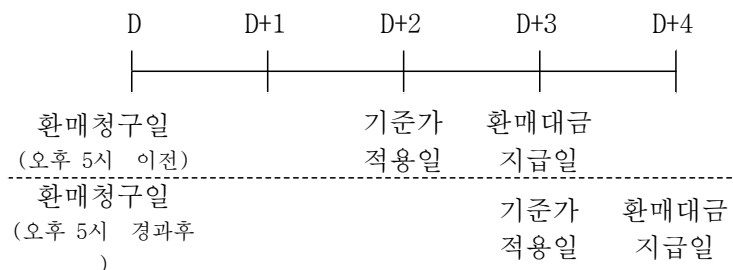 D D+1 D+2 D+3 D+4
환매청구일 기준가 환매대금
(오후 5시 이전) 적용일 지급일
환매청구일 기준가 환매대금
(오후 5시 경과후 적용일 지급일
)